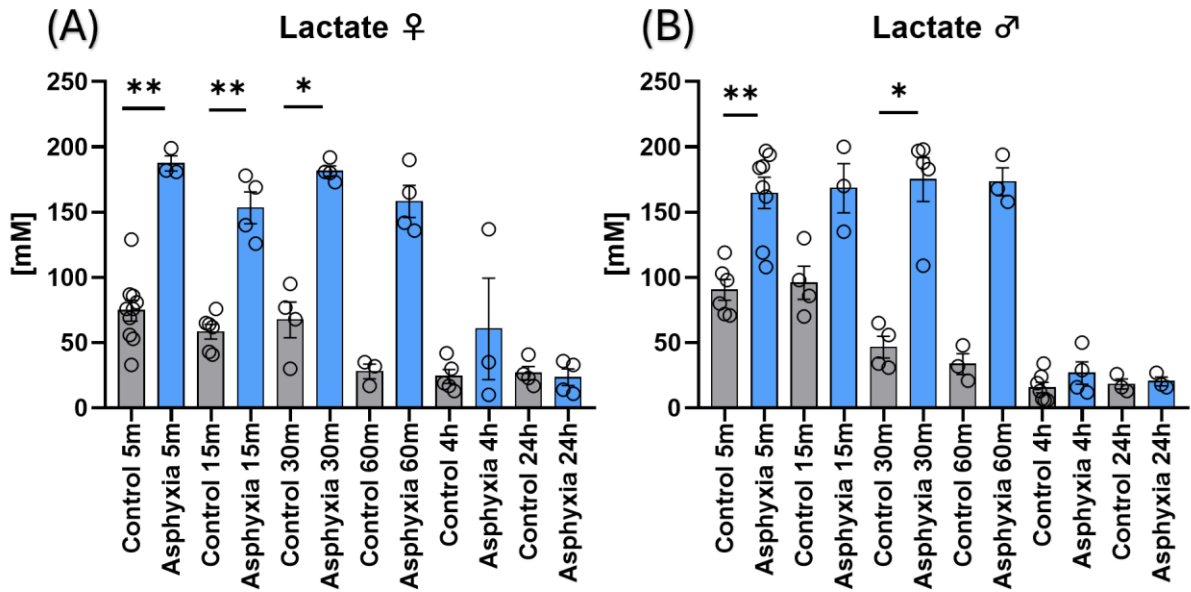 (A) Lactate ♀
250
200
150
100
50
0
[mM]
** ** *
Control 5m
Asphyxia 5m
Control 15m
Asphyxia 15m
Control 30m
Asphyxia 30m
Control 60m
Asphyxia 60m
Control 4h
Asphyxia 4h
Control 24h
Asphyxia 24h
(B) Lactate ♂
250
200
150
100
50
0
[mM]
** *
Control 5m
Asphyxia 5m
Control 15m
Asphyxia 15m
Control 30m
Asphyxia 30m
Control 60m
Asphyxia 60m
Control 4h
Asphyxia 4h
Control 24h
Asphyxia 24h